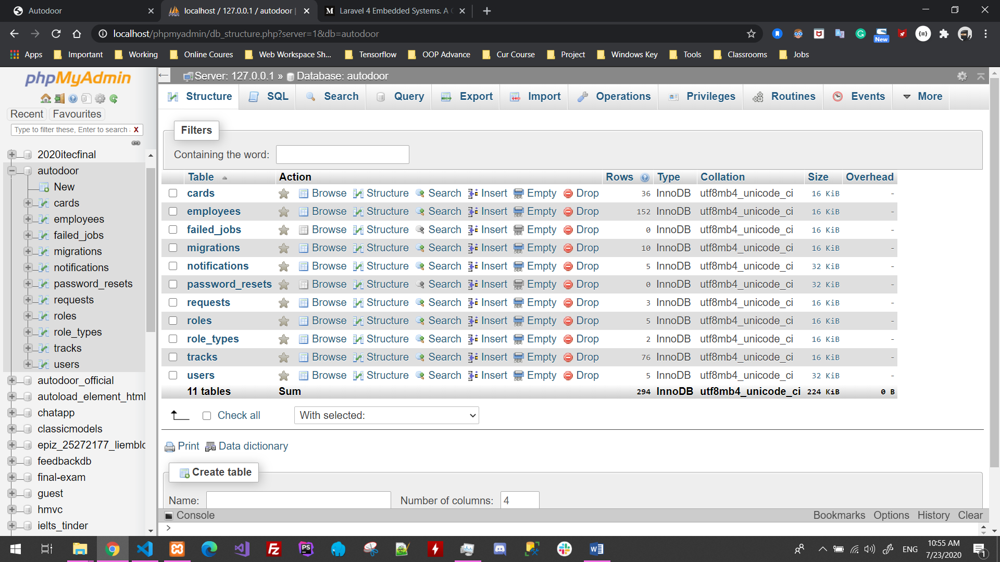 Autodoor
localhost / 127.0.0.1 / autodoor |
M Laravel 4 Embedded Systems. A
localhost/phpmyadmin/db_structure.php?server=1&db=autodoor
New
Apps Important Working Online Coures Web Workspace Sh... Tensorflow OOP Advance Cur Course Project Windows Key Tools Classrooms Jobs
phpMyAdmin
Recent Favourites
Type to filter these, Enter to search X
2020itecfinal
autodoor
New
cards
employees
failed_jobs
migrations
notifications
password_resets
requests
roles
role_types
tracks
users
autodoor_official
autoload_element_html
chatapp
classicmodels
epiz_25272177_liemblo
feedbackdb
final-exam
guest
hmvc
ielts_tinder
Server: 127.0.0.1 » Database: autodoor
Structure SQL Search Query Export Import Operations Privileges Routines Events More
Filters
Containing the word:
Table Action Rows Type Collation Size Overhead
cards Browse Structure Search Insert Empty Drop 36 InnoDB utf8mb4_unicode_ci 16 KiB -
employees Browse Structure Search Insert Empty Drop 152 InnoDB utf8mb4_unicode_ci 16 KiB -
failed_jobs Browse Structure Search Insert Empty Drop 0 InnoDB utf8mb4_unicode_ci 16 KiB -
migrations Browse Structure Search Insert Empty Drop 10 InnoDB utf8mb4_unicode_ci 16 KiB -
notifications Browse Structure Search Insert Empty Drop 5 InnoDB utf8mb4_unicode_ci 32 KiB -
password_resets Browse Structure Search Insert Empty Drop 0 InnoDB utf8mb4_unicode_ci 32 KiB -
requests Browse Structure Search Insert Empty Drop 3 InnoDB utf8mb4_unicode_ci 16 KiB -
roles Browse Structure Search Insert Empty Drop 5 InnoDB utf8mb4_unicode_ci 16 KiB -
role_types Browse Structure Search Insert Empty Drop 2 InnoDB utf8mb4_unicode_ci 16 KiB -
tracks Browse Structure Search Insert Empty Drop 76 InnoDB utf8mb4_unicode_ci 16 KiB -
users Browse Structure Search Insert Empty Drop 5 InnoDB utf8mb4_unicode_ci 32 KiB -
11 tables Sum 294 InnoDB utf8mb4_unicode_ci 224 KiB 0 B
Check all With selected:
Print Data dictionary
Create table
Name: Number of columns: 4
Console Bookmarks Options History Clear
>
ENG 10:55 AM
7/23/2020
1